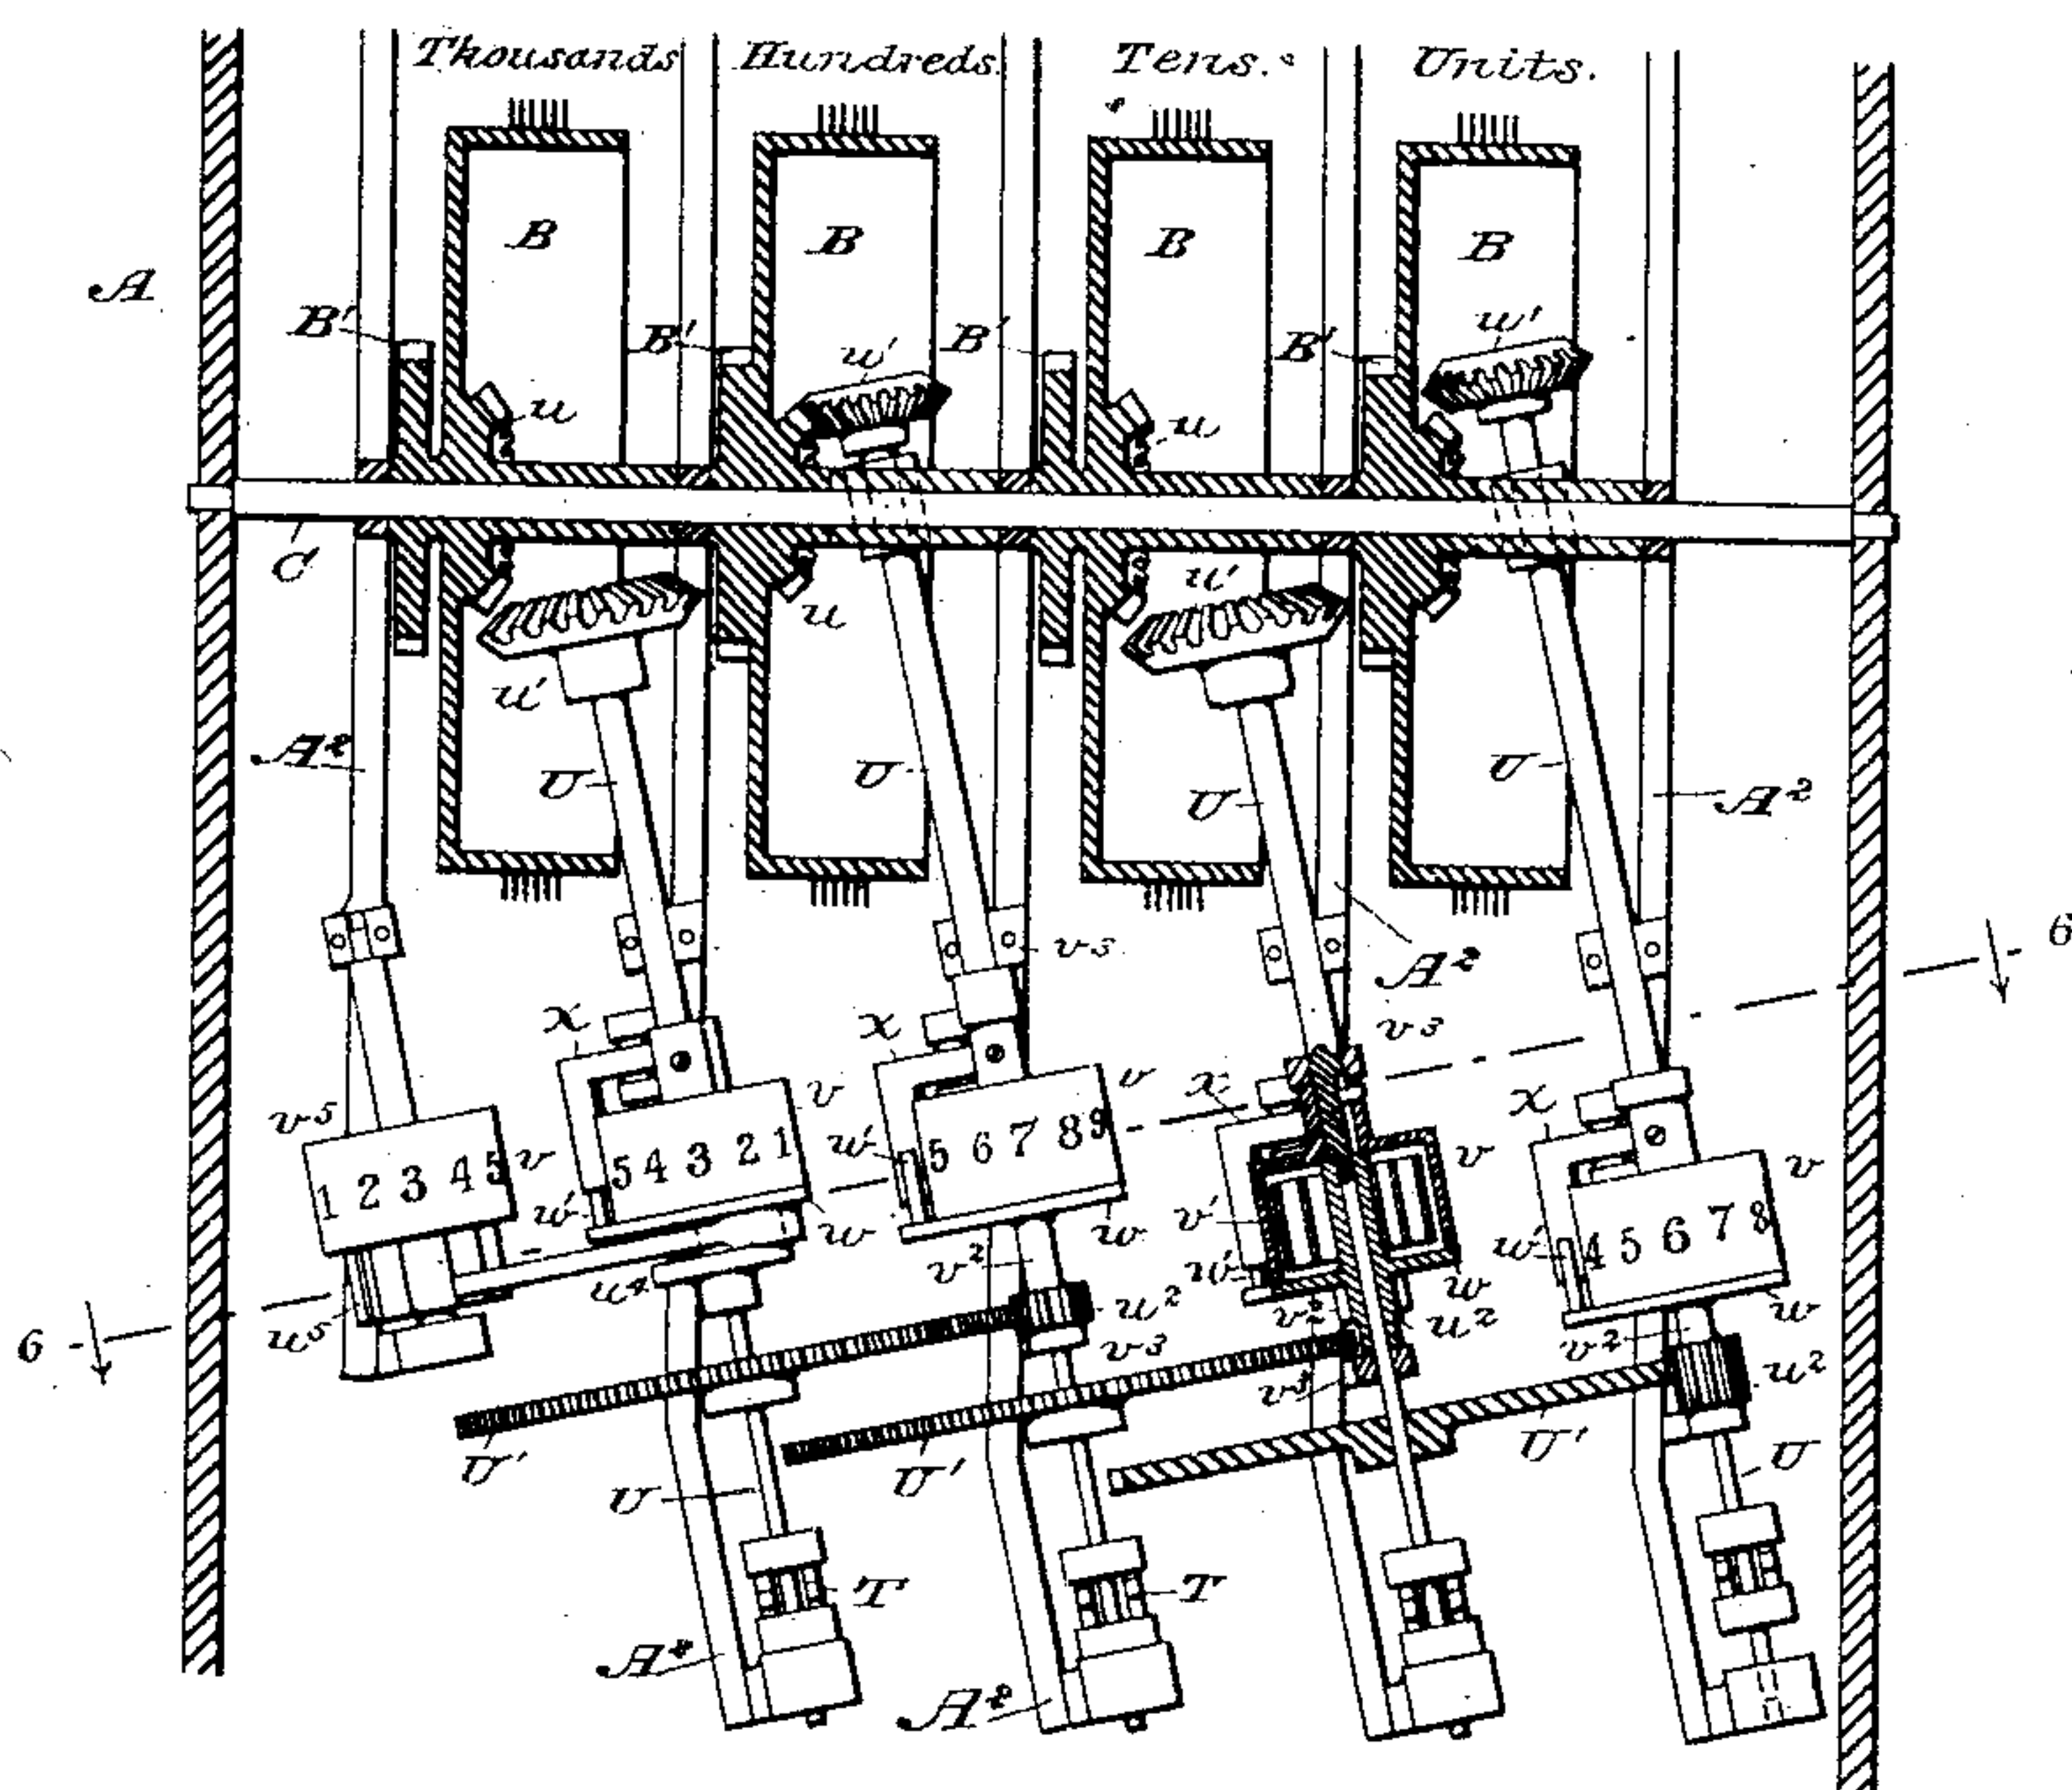 Thousands Hundreds. Tens. Units.
B B B B
A
B' B' u' B' B' u'
u u
C u' u
u'
A² U U U U A²
6
v³ A²
x x v³
x x
v⁵ v v
1 2 3 4 5 v 5 4 3 2 1 w' 5 6 7 8 9 v v
w' w w v' w' 4 5 6 7 8
v² w' w w
6 u⁵ u⁴ u² v² u² v² u²
v³ v³
U' U' U' U
U
T T
A² A²